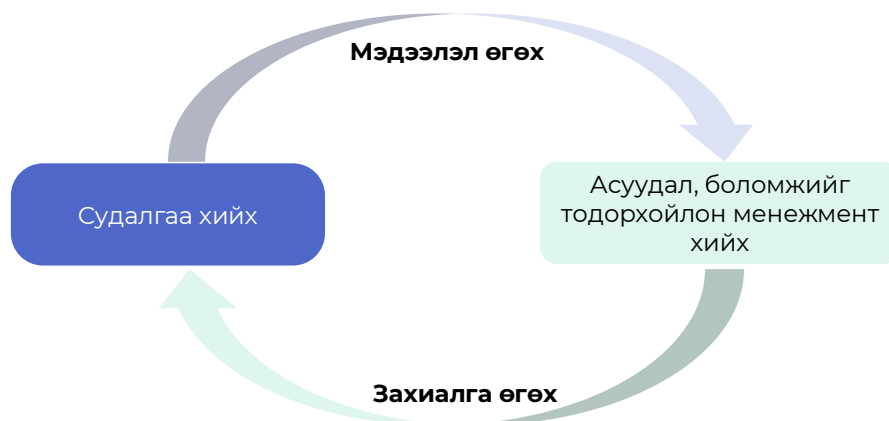 Мэдээлэл өгөх
Судалгаа хийх
Асуудал, боломжийг
тодорхойлон менежмент
хийх
Захиалга өгөх